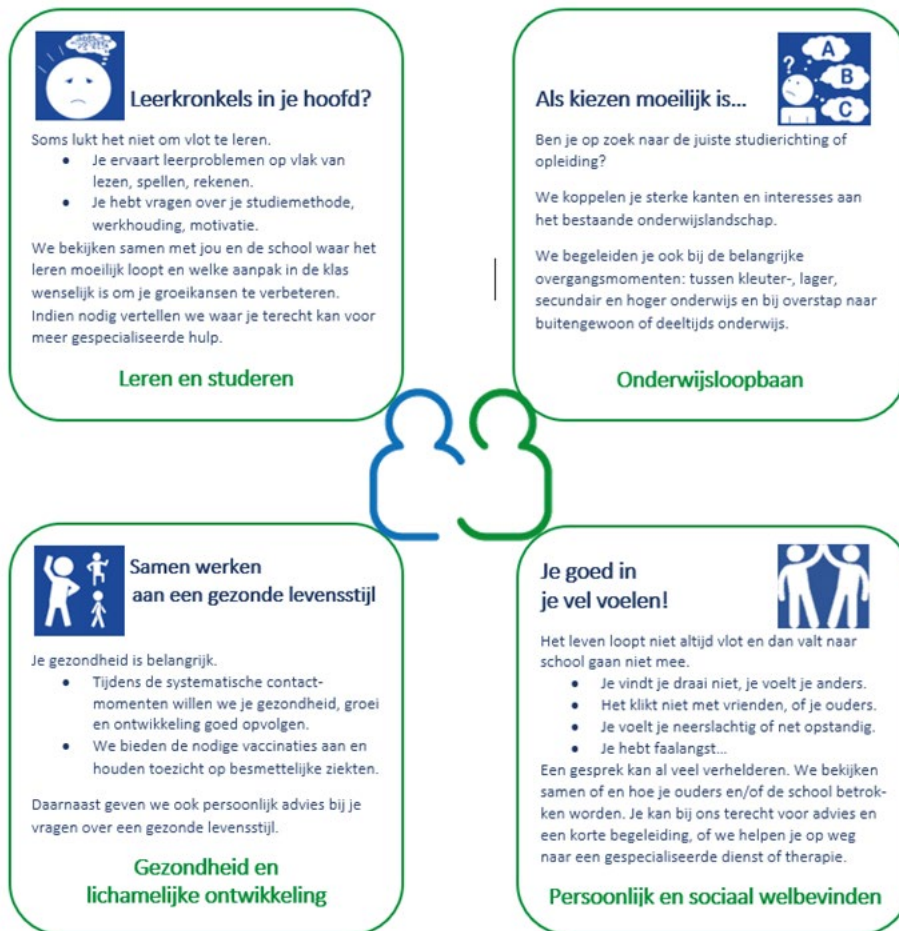 Leerkronkels in je hoofd?
Soms lukt het niet om vlot te leren.
• Je ervaart leerproblemen op vlak van
lezen, spellen, rekenen.
• Je hebt vragen over je studiemethode,
werkhouding, motivatie.
We bekijken samen met jou en de school waar het
leren moeilijk loopt en welke aanpak in de klas
wenselijk is om je groeikansen te verbeteren.
Indien nodig vertellen we waar je terecht kan voor
meer gespecialiseerde hulp.
Leren en studeren
Als kiezen moeilijk is...
?
A
B
C
Ben je op zoek naar de juiste studierichting of
opleiding?
We koppelen je sterke kanten en interesses aan
het bestaande onderwijslandschap.
We begeleiden je ook bij de belangrijke
overgangsmomenten: tussen kleuter-, lager,
secundair en hoger onderwijs en bij overstap naar
buitengewoon of deeltijds onderwijs.
Onderwijsloopbaan
Samen werken
aan een gezonde levensstijl
Je gezondheid is belangrijk.
• Tijdens de systematische contact-
momenten willen we je gezondheid, groei
en ontwikkeling goed opvolgen.
• We bieden de nodige vaccinaties aan en
houden toezicht op besmettelijke ziekten.
Daarnaast geven we ook persoonlijk advies bij je
vragen over een gezonde levensstijl.
Gezondheid en
lichamelijke ontwikkeling
Je goed in
je vel voelen!
Het leven loopt niet altijd vlot en dan valt naar
school gaan niet mee.
• Je vindt je draai niet, je voelt je anders.
• Het klikt niet met vrienden, of je ouders.
• Je voelt je neerslachtig of net opstandig.
• Je hebt faalangst...
Een gesprek kan al veel verhelderen. We bekijken
samen of en hoe je ouders en/of de school betrok-
ken worden. Je kan bij ons terecht voor advies en
een korte begeleiding, of we helpen je op weg
naar een gespecialiseerde dienst of therapie.
Persoonlijk en sociaal welbevinden